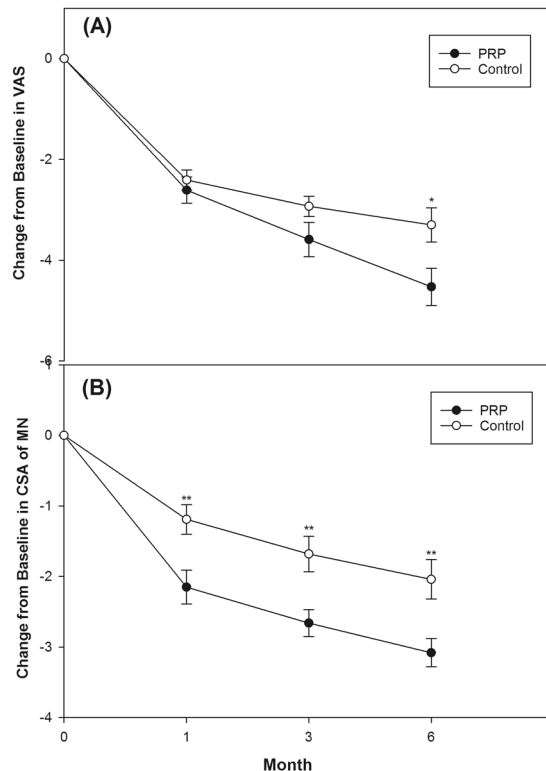 (A)
PRP
Control
Change from Baseline in VAS
0
-2
-4
-6
*
(B)
PRP
Control
Change from Baseline in CSA of MN
1
0
-1
-2
-3
-4
**
**
**
0
1
3
6
Month